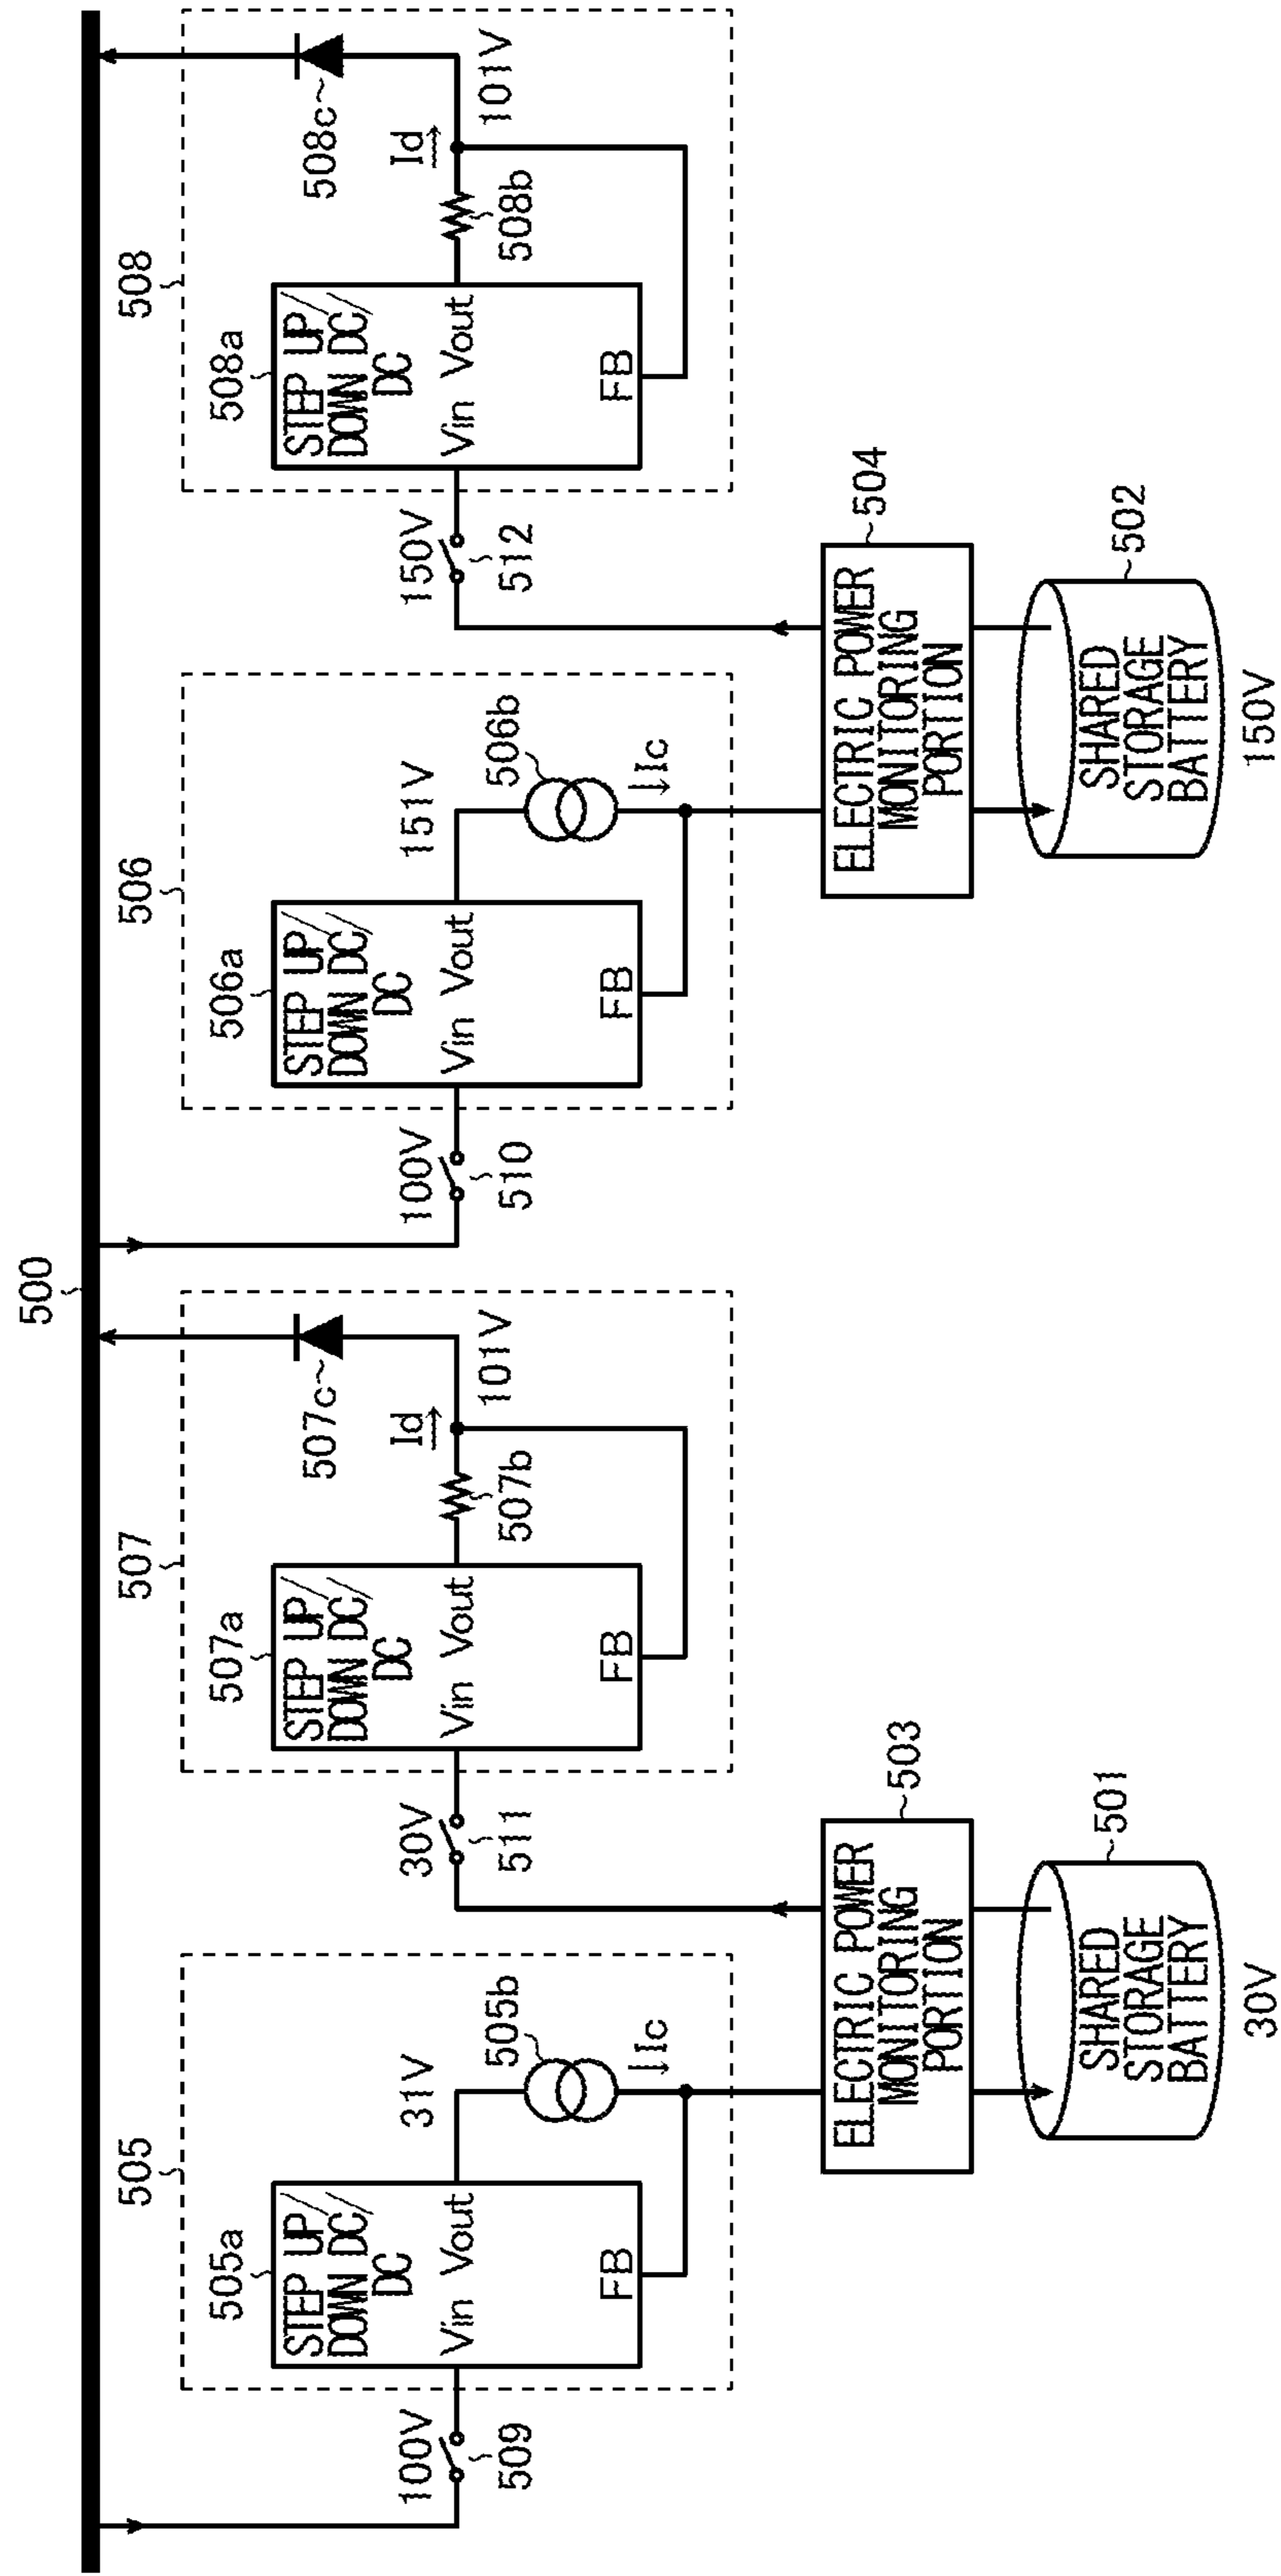 500
505
505a
STEP UP/
DOWN DC/
DC
Vin Vout
FB
100V
509
31V
505b
Ic
507
507a
STEP UP/
DOWN DC/
DC
Vin Vout
FB
30V
511
Id
507b
507c
101V
506
506a
STEP UP/
DOWN DC/
DC
Vin Vout
FB
100V
510
151V
506b
Ic
508
508a
STEP UP/
DOWN DC/
DC
Vin Vout
FB
150V
512
Id
508b
508c
101V
503
ELECTRIC POWER
MONITORING
PORTION
501
SHARED
STORAGE
BATTERY
30V
504
ELECTRIC POWER
MONITORING
PORTION
502
SHARED
STORAGE
BATTERY
150V